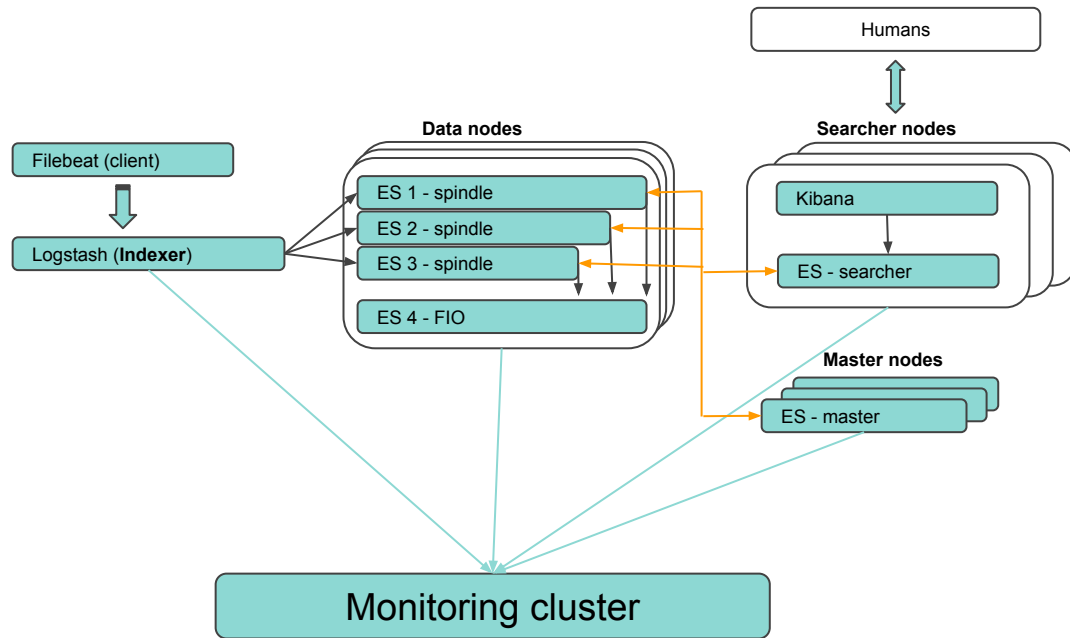 Humans
Data nodes
Searcher nodes
Filebeat (client)
ES 1 - spindle
Kibana
ES 2 - spindle
Logstash (Indexer)
ES 3 - spindle
ES - searcher
ES 4 - FIO
Master nodes
ES - master
Monitoring cluster